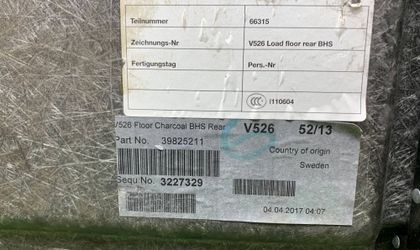 Teilnummer 66315
Zeichnungs-Nr V526 Load floor rear BHS
Fertigungstag Pers.-Nr.
CCC I110604
V526 Floor Charcoal BHS Rear V526 52/13
Part No. 39825211 Country of origin
Sweden
Sequ No. 3227329
04.04.2017 04:07